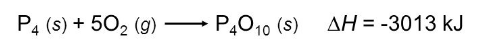 P₄ (s) + 5O₂ (g) ⟶ P₄O₁₀ (s) ΔH = -3013 kJ